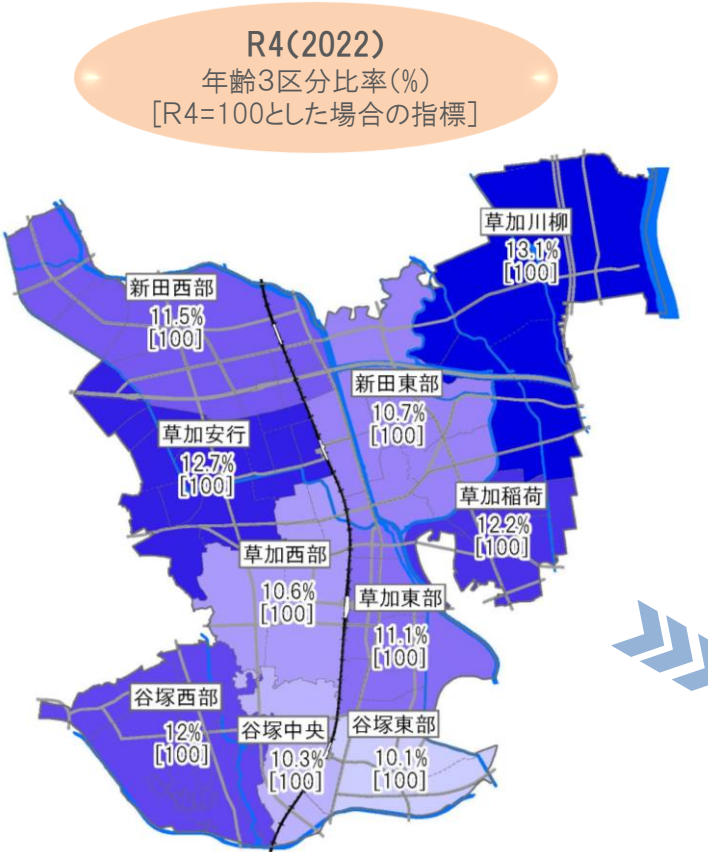 R4(2022)
年齢3区分比率(%)
[R4=100とした場合の指標]
草加川柳
13.1%
[100]
新田西部
11.5%
[100]
新田東部
10.7%
[100]
草加安行
12.7%
[100]
草加稲荷
12.2%
[100]
草加西部
10.6%
[100]
草加東部
11.1%
[100]
谷塚西部
12%
[100]
谷塚中央
10.3%
[100]
谷塚東部
10.1%
[100]